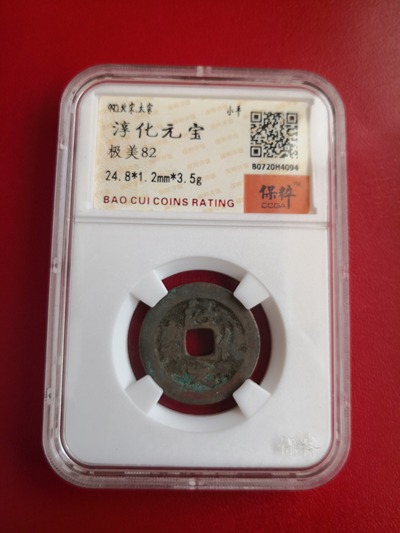 小平
淳化元宝
极美82
80720H4094
24.8*1.2mm*3.5g
保粹
CCGA
BAO CUI COINS RATING